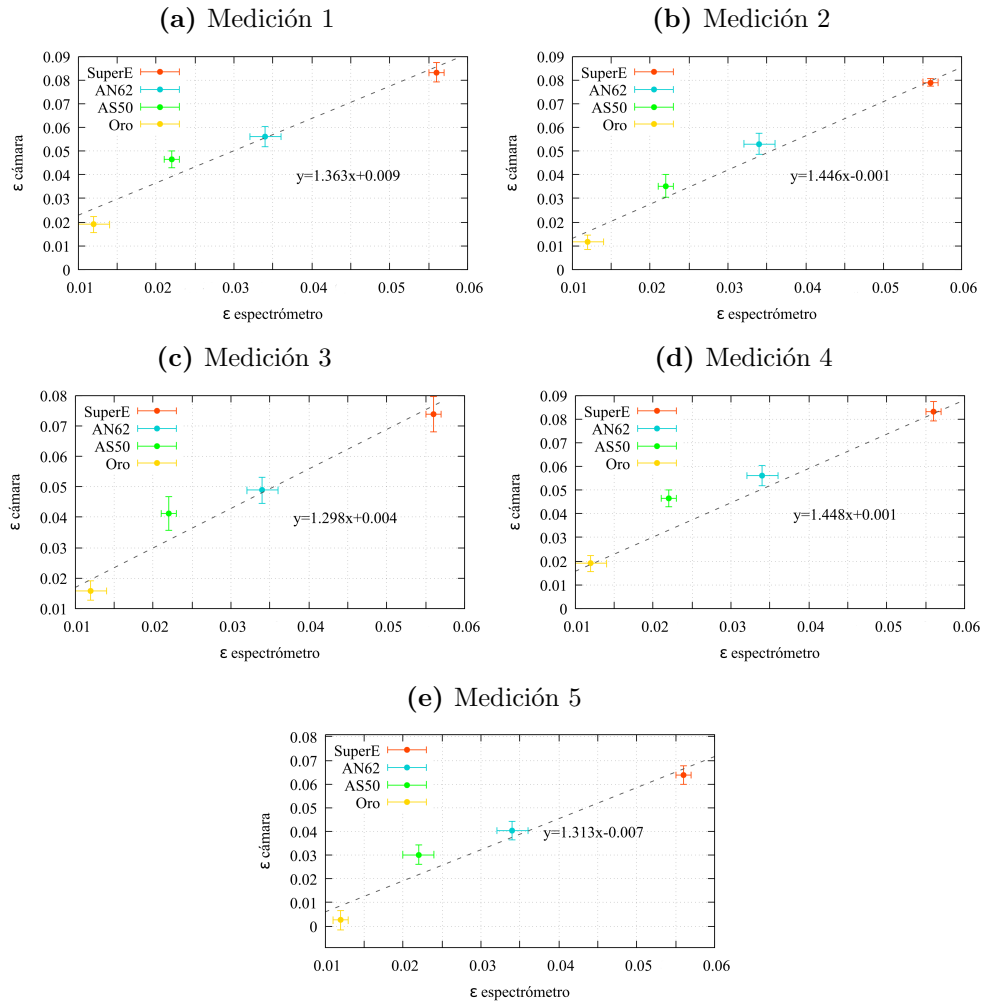 (a) Medición 1
0.09
0.08
0.07
0.06
0.05
0.04
0.03
0.02
0.01
0
ε cámara
SuperE
AN62
AS50
Oro
y=1.363x+0.009
0.01 0.02 0.03 0.04 0.05 0.06
ε espectrómetro
(b) Medición 2
0.09
0.08
0.07
0.06
0.05
0.04
0.03
0.02
0.01
0
ε cámara
SuperE
AN62
AS50
Oro
y=1.446x-0.001
0.01 0.02 0.03 0.04 0.05 0.06
ε espectrómetro
(c) Medición 3
0.08
0.07
0.06
0.05
0.04
0.03
0.02
0.01
ε cámara
SuperE
AN62
AS50
Oro
y=1.298x+0.004
0.01 0.02 0.03 0.04 0.05 0.06
ε espectrómetro
(d) Medición 4
0.09
0.08
0.07
0.06
0.05
0.04
0.03
0.02
0.01
0
ε cámara
SuperE
AN62
AS50
Oro
y=1.448x+0.001
0.01 0.02 0.03 0.04 0.05 0.06
ε espectrómetro
(e) Medición 5
0.08
0.07
0.06
0.05
0.04
0.03
0.02
0.01
0
ε cámara
SuperE
AN62
AS50
Oro
y=1.313x-0.007
0.01 0.02 0.03 0.04 0.05 0.06
ε espectrómetro